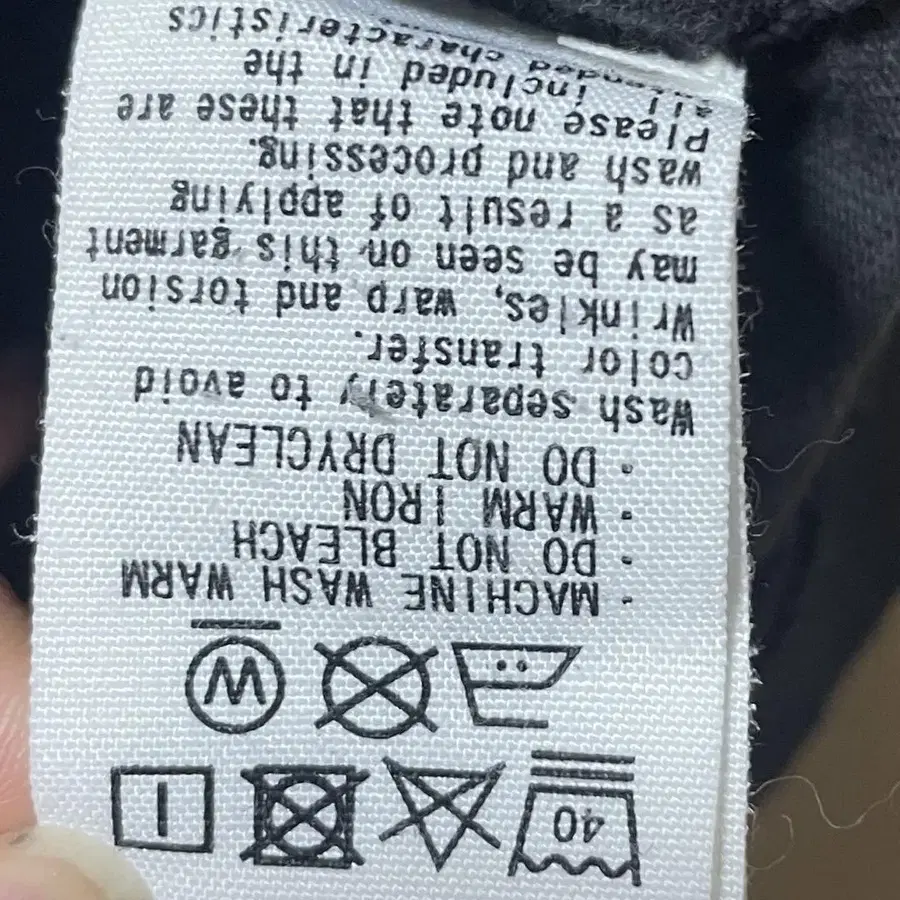 40
W
· MACHINE WASH WARM
· DO NOT BLEACH
· WARM IRON
· DO NOT DRYCLEAN
Wash separately to avoid
color transfer.
Wrinkles, warp and torsion
may be seen on this garment
as a result of applying
wash and processing.
Please note that these are
all included in the
characteristics